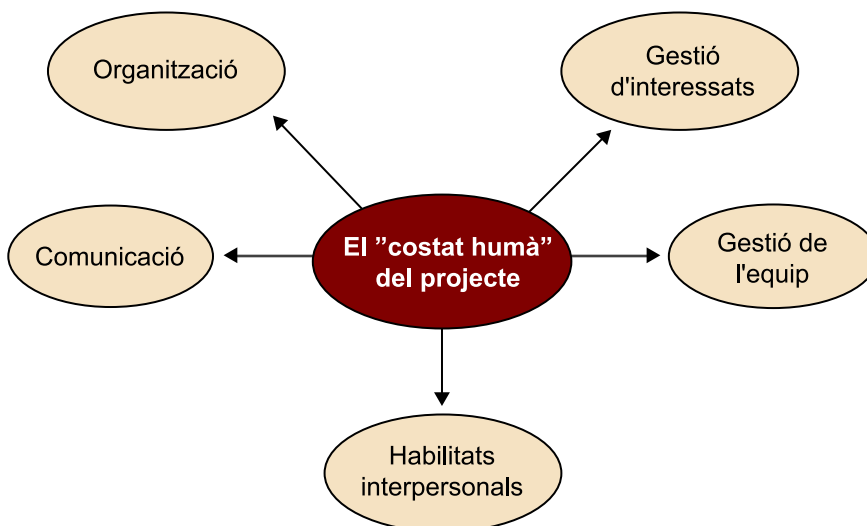 Organització
Gestió
d'interessats
El ”costat humà”
del projecte
Comunicació
Gestió de
l'equip
Habilitats
interpersonals